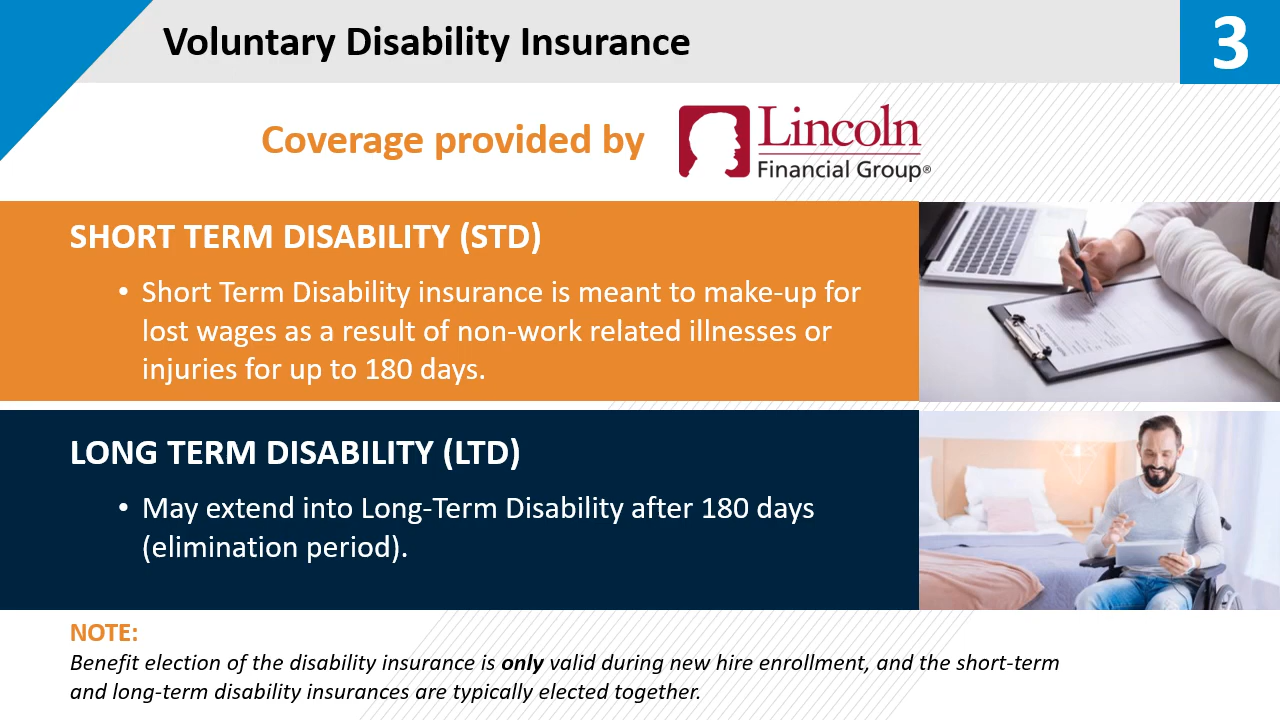 Voluntary Disability Insurance
3
Coverage provided by
Lincoln
Financial Group®
SHORT TERM DISABILITY (STD)
• Short Term Disability insurance is meant to make-up for
lost wages as a result of non-work related illnesses or
injuries for up to 180 days.
LONG TERM DISABILITY (LTD)
• May extend into Long-Term Disability after 180 days
(elimination period).
NOTE:
Benefit election of the disability insurance is only valid during new hire enrollment, and the short-term
and long-term disability insurances are typically elected together.